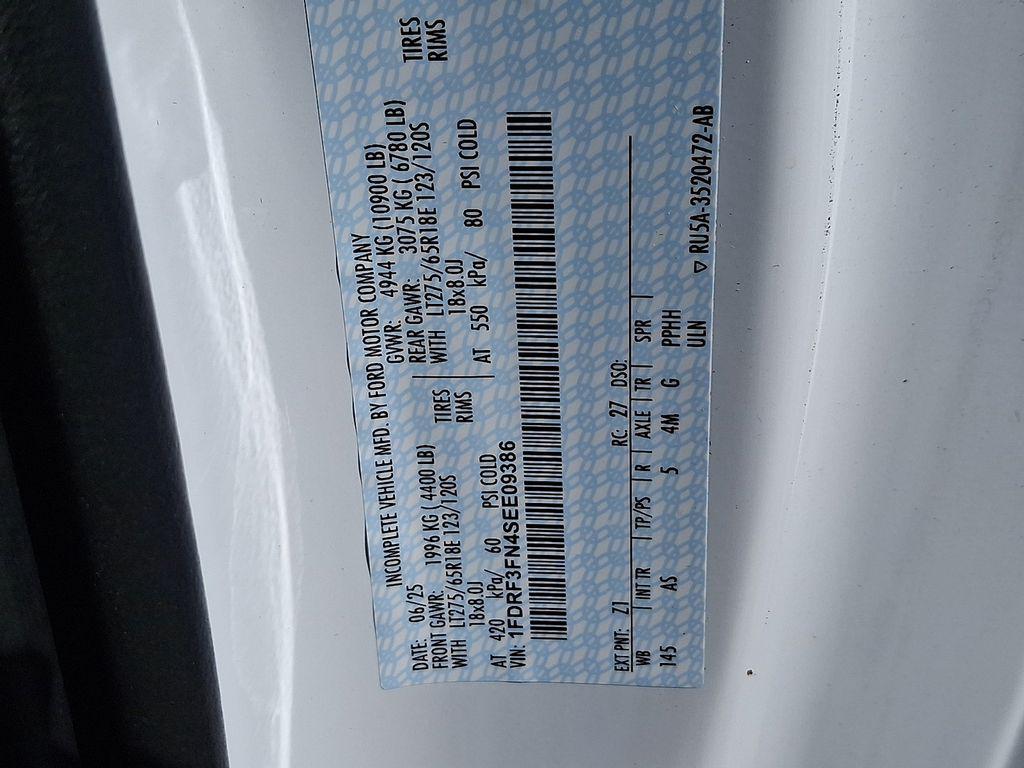 INCOMPLETE VEHICLE MFD. BY FORD MOTOR COMPANY
DATE: 06/25 GVWR: 4944 KG (10900 LB)
FRONT GAWR: 1996 KG (4400 LB) REAR GAWR: 3075 KG (6780 LB)
WITH LT275/65R18E 123/120S TIRES WITH LT275/65R18E 123/120S TIRES
18x8.0J RIMS 18x8.0J RIMS
AT 420 kPa/ 60 PSI COLD AT 550 kPa/ 80 PSI COLD
VIN: 1FDRF3FN4SEE09386
EXT PNT: Z1 RC: 27 DSO:
WB INT TR TP/PS R AXLE TR SPR
145 AS 5 4M G PPHH
ULN
▽ RU5A-3520472-AB